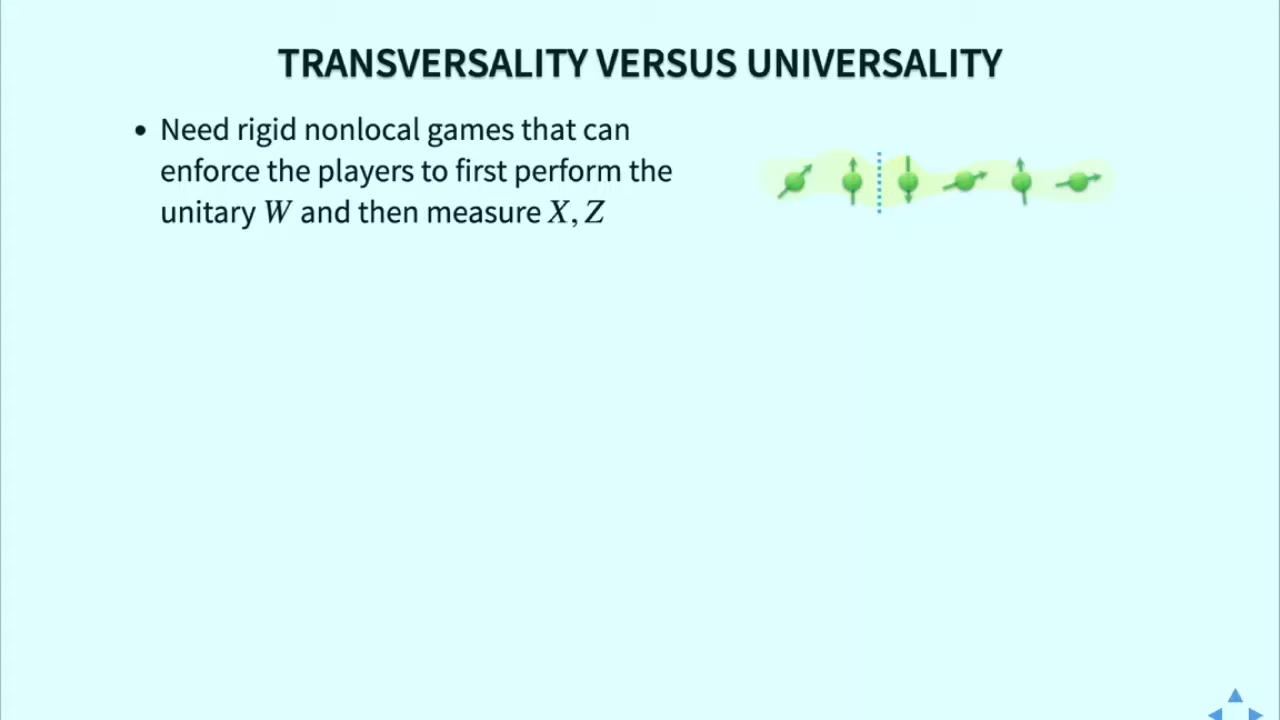 TRANSVERSALITY VERSUS UNIVERSALITY
• Need rigid nonlocal games that can
enforce the players to first perform the
unitary W and then measure X, Z